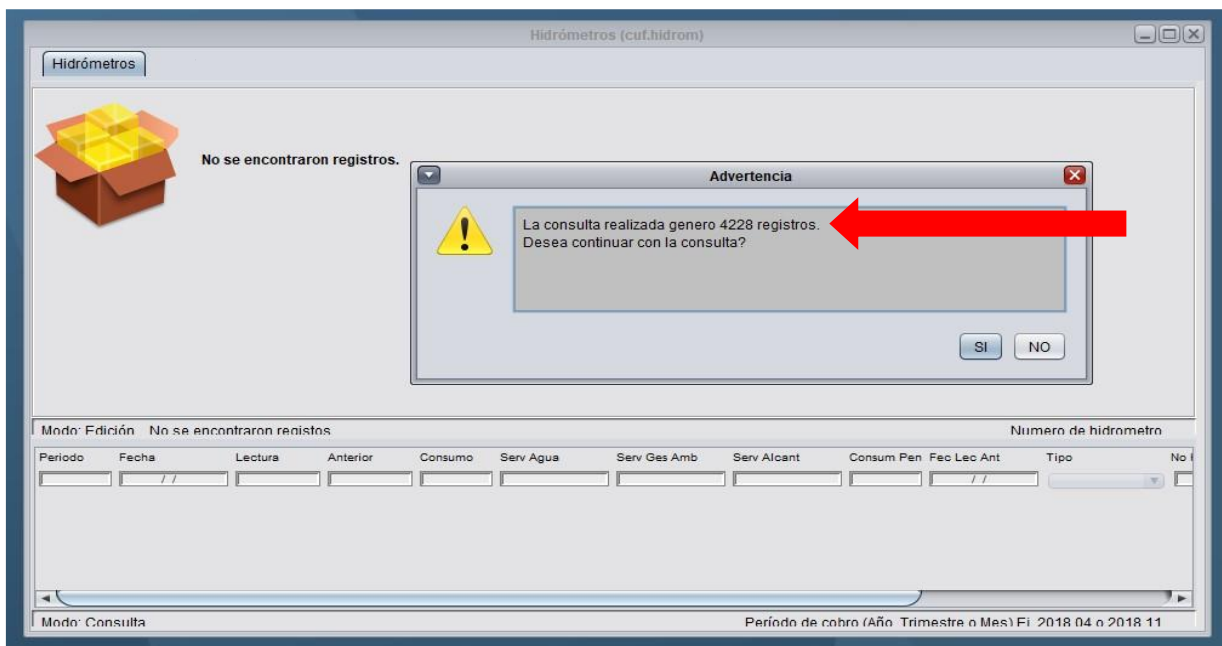 Hidrómetros (cuf.hidrom)
Hidrómetros
No se encontraron registros.
Advertencia
La consulta realizada genero 4228 registros.
Desea continuar con la consulta?
SI NO
Modo: Edición No se encontraron registos Numero de hidrometro
Periodo Fecha Lectura Anterior Consumo Serv Agua Serv Ges Amb Serv Alcant Consum Pen Fec Lec Ant Tipo No
/ / / /
Modo: Consulta Período de cobro (Año, Trimestre o Mes) Ej. 2018 04 o 2018 11